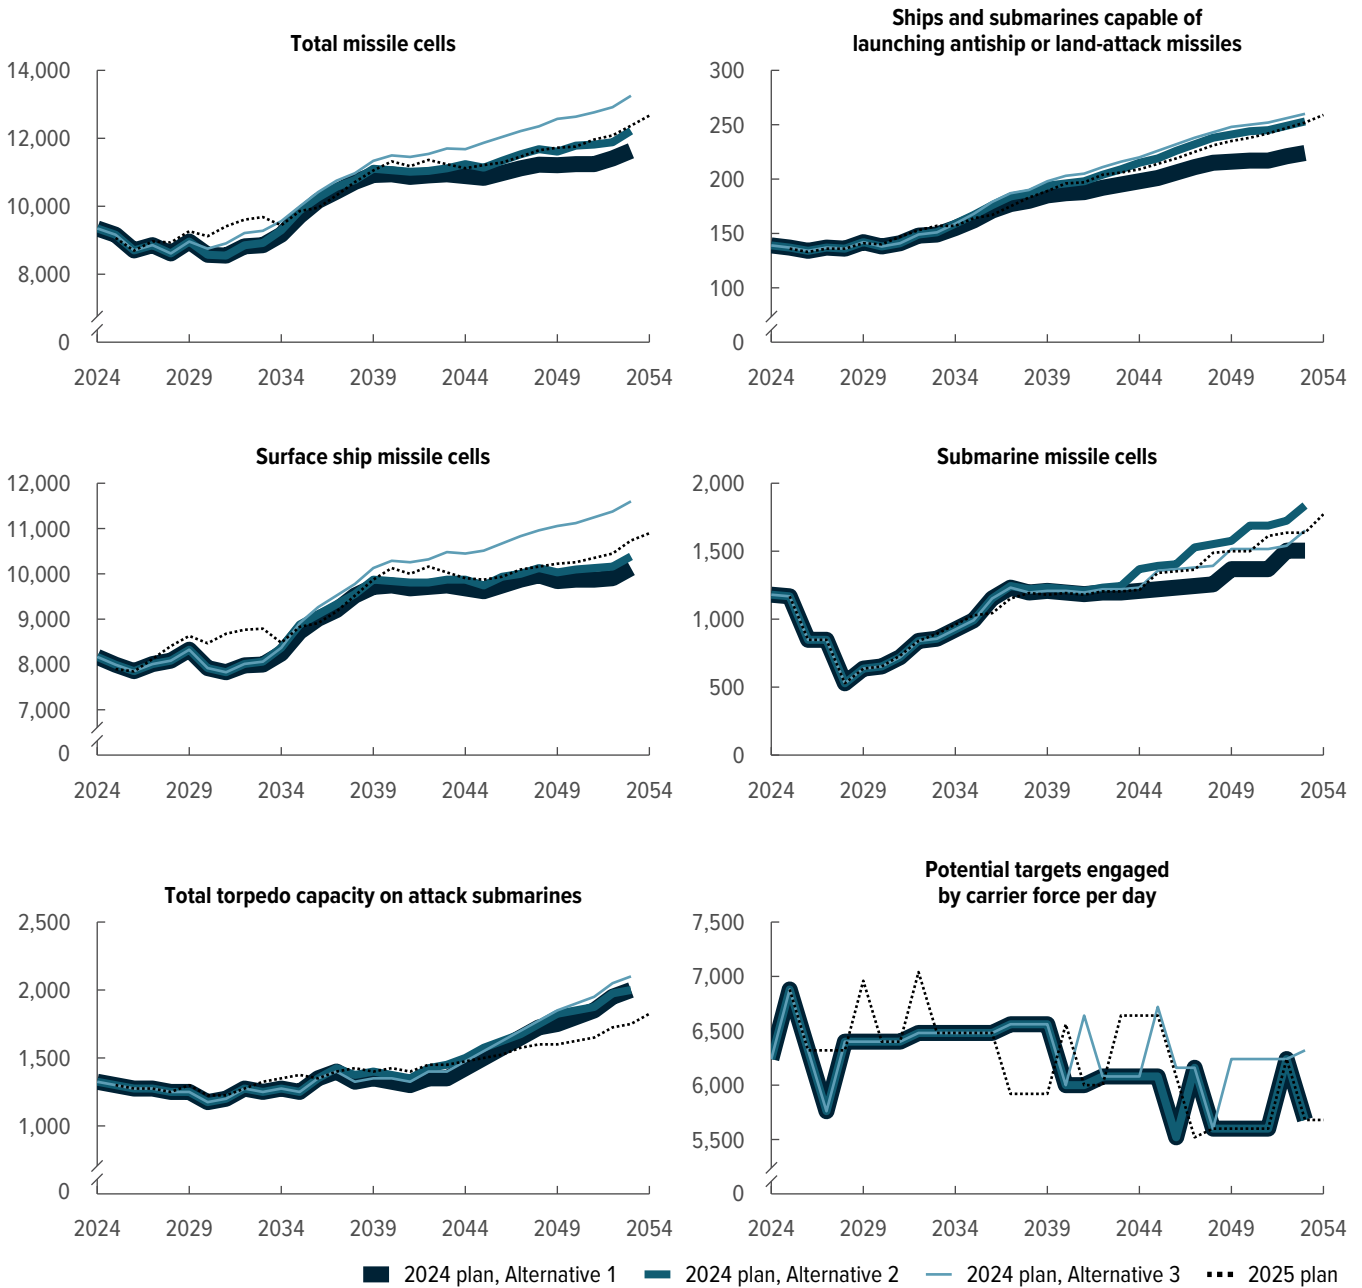 Total missile cells
14,000
12,000
10,000
8,000
0
2024 2029 2034 2039 2044 2049 2054
Ships and submarines capable of
launching antiship or land-attack missiles
300
250
200
150
100
0
2024 2029 2034 2039 2044 2049 2054
Surface ship missile cells
12,000
11,000
10,000
9,000
8,000
7,000
0
2024 2029 2034 2039 2044 2049 2054
Submarine missile cells
2,000
1,500
1,000
500
0
2024 2029 2034 2039 2044 2049 2054
Total torpedo capacity on attack submarines
2,500
2,000
1,500
1,000
0
2024 2029 2034 2039 2044 2049 2054
Potential targets engaged
by carrier force per day
7,500
7,000
6,500
6,000
5,500
0
2024 2029 2034 2039 2044 2049 2054
2024 plan, Alternative 1 2024 plan, Alternative 2 2024 plan, Alternative 3 2025 plan